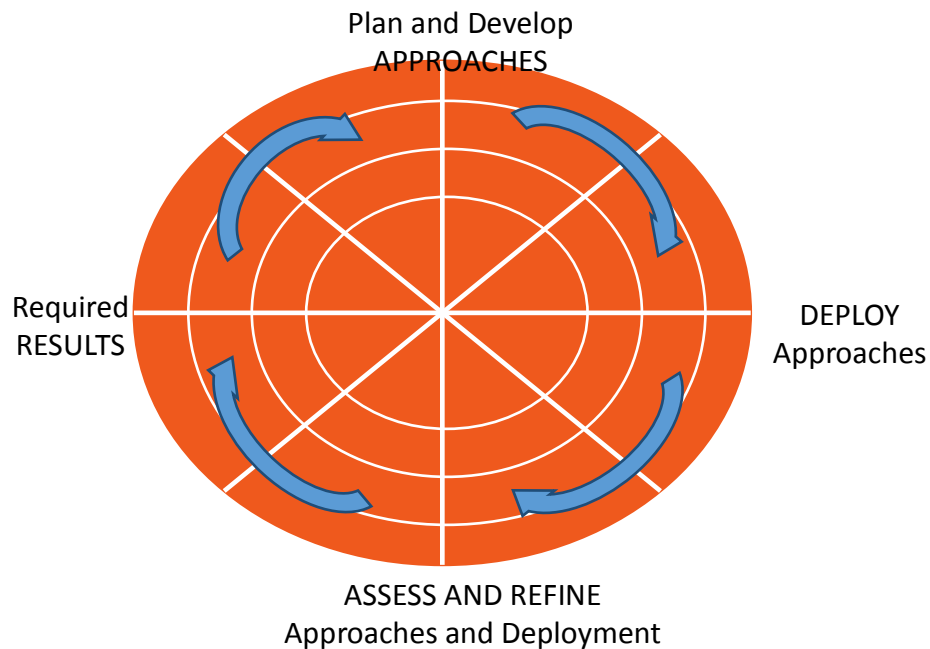 Plan and Develop
APPROACHES
Required
RESULTS
DEPLOY
Approaches
ASSESS AND REFINE
Approaches and Deployment